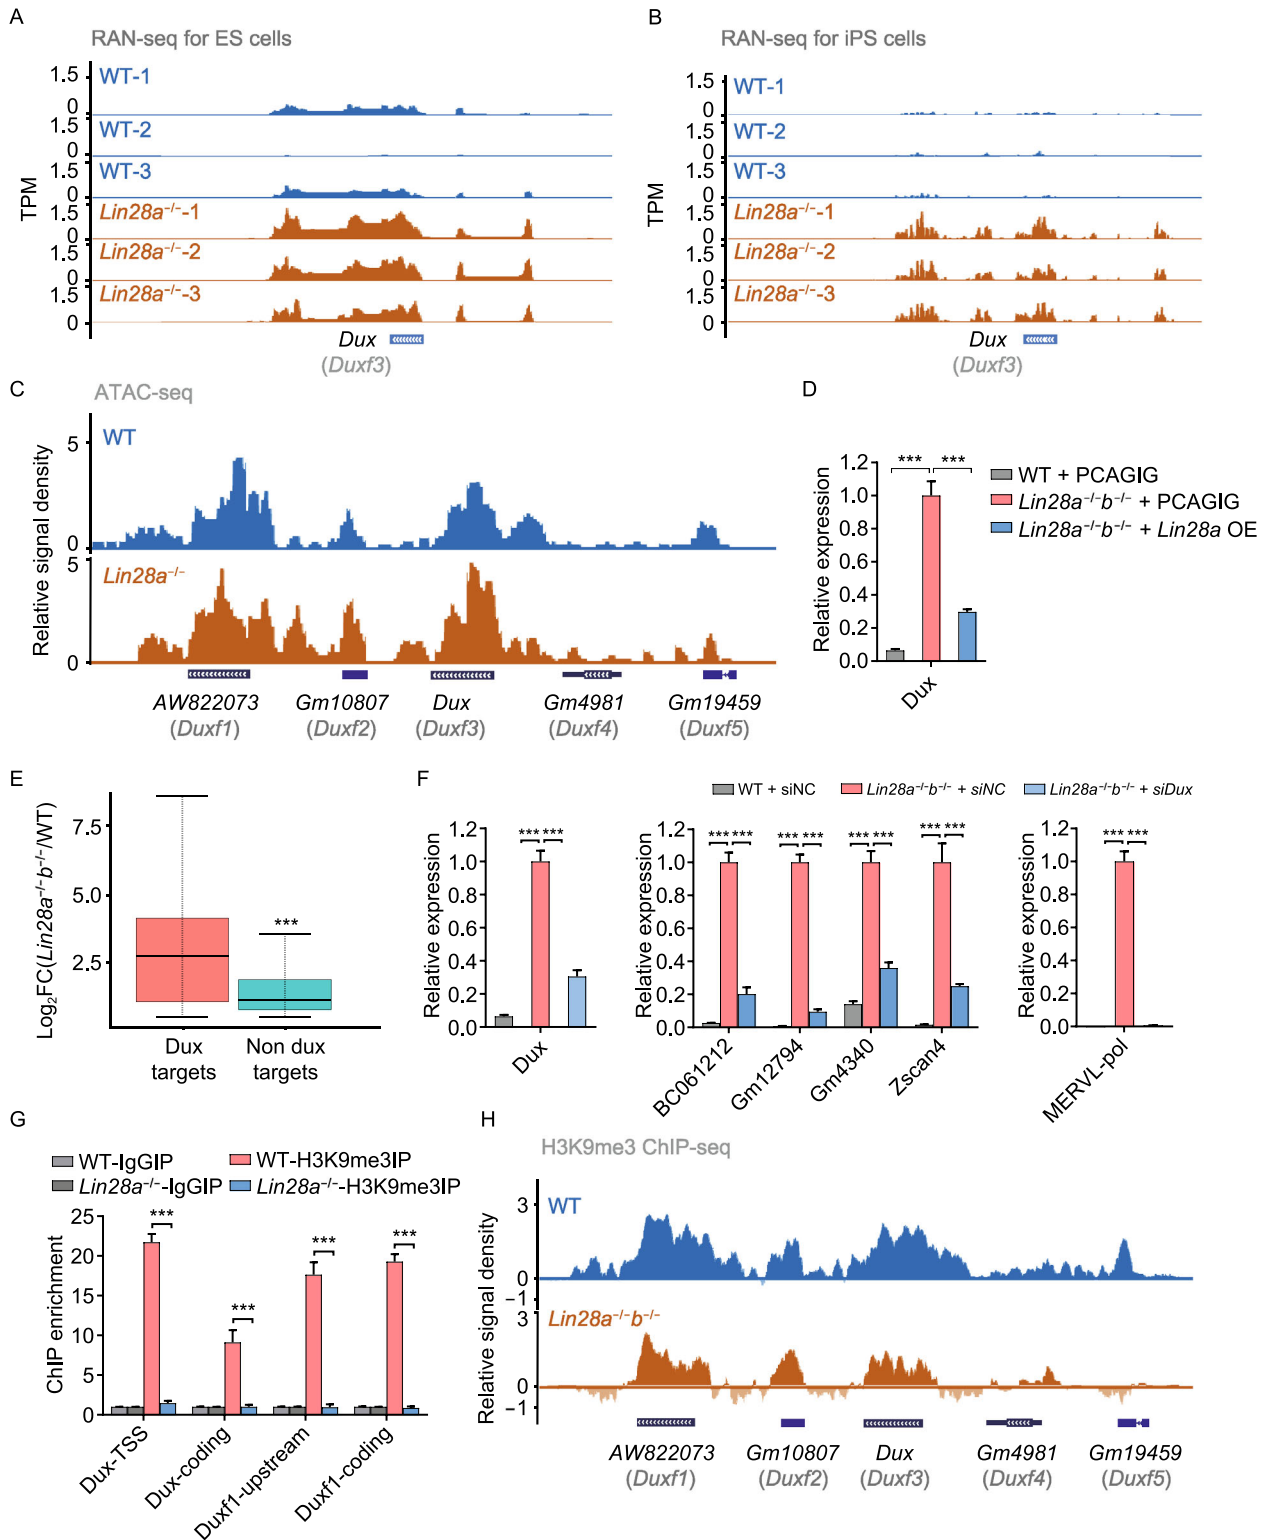 A
RAN-seq for ES cells
TPM
1.5
0
WT-1
1.5
0
WT-2
1.5
0
WT-3
1.5
0
Lin28a⁻/⁻-1
1.5
0
Lin28a⁻/⁻-2
1.5
0
Lin28a⁻/⁻-3
Dux
(Duxf3)
B
RAN-seq for iPS cells
TPM
1.5
0
WT-1
1.5
0
WT-2
1.5
0
WT-3
1.5
0
Lin28a⁻/⁻-1
1.5
0
Lin28a⁻/⁻-2
1.5
0
Lin28a⁻/⁻-3
Dux
(Duxf3)
C
ATAC-seq
Relative signal density
5
0
WT
5
0
Lin28a⁻/⁻
AW822073 Gm10807 Dux Gm4981 Gm19459
(Duxf1) (Duxf2) (Duxf3) (Duxf4) (Duxf5)
D
Relative expression
1.2
1.0
0.8
0.6
0.4
0.2
0.0
*** ***
Dux
WT + PCAGIG
Lin28a⁻/⁻b⁻/⁻ + PCAGIG
Lin28a⁻/⁻b⁻/⁻ + Lin28a OE
E
Log₂FC(Lin28a⁻/⁻b⁻/⁻/WT)
7.5
5.0
2.5
***
Dux targets
Non dux targets
F
WT + siNC Lin28a⁻/⁻b⁻/⁻ + siNC Lin28a⁻/⁻b⁻/⁻ + siDux
Relative expression
1.2
1.0
0.8
0.6
0.4
0.2
0.0
*** ***
Dux
Relative expression
1.2
1.0
0.8
0.6
0.4
0.2
0.0
*** *** *** *** *** *** *** ***
BC061212
Gm12794
Gm4340
Zscan4
Relative expression
1.2
1.0
0.8
0.6
0.4
0.2
0.0
*** ***
MERVL-pol
G
WT-IgGIP WT-H3K9me3IP
Lin28a⁻/⁻-IgGIP Lin28a⁻/⁻-H3K9me3IP
ChIP enrichment
25
20
15
10
5
0
*** *** *** ***
Dux-TSS
Dux-coding
Duxf1-upstream
Duxf1-coding
H
H3K9me3 ChIP-seq
Relative signal density
3
0
−1
WT
3
0
−1
Lin28a⁻/⁻b⁻/⁻
AW822073 Gm10807 Dux Gm4981 Gm19459
(Duxf1) (Duxf2) (Duxf3) (Duxf4) (Duxf5)